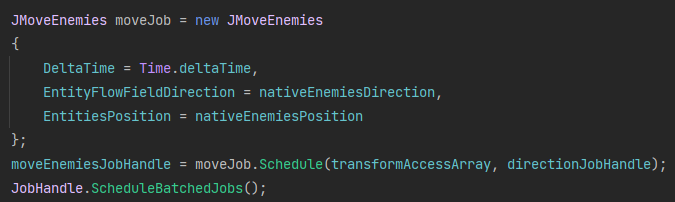 JMoveEnemies moveJob = new JMoveEnemies
{
    DeltaTime = Time.deltaTime,
    EntityFlowFieldDirection = nativeEnemiesDirection,
    EntitiesPosition = nativeEnemiesPosition
};
moveEnemiesJobHandle = moveJob.Schedule(transformAccessArray, directionJobHandle);
JobHandle.ScheduleBatchedJobs();